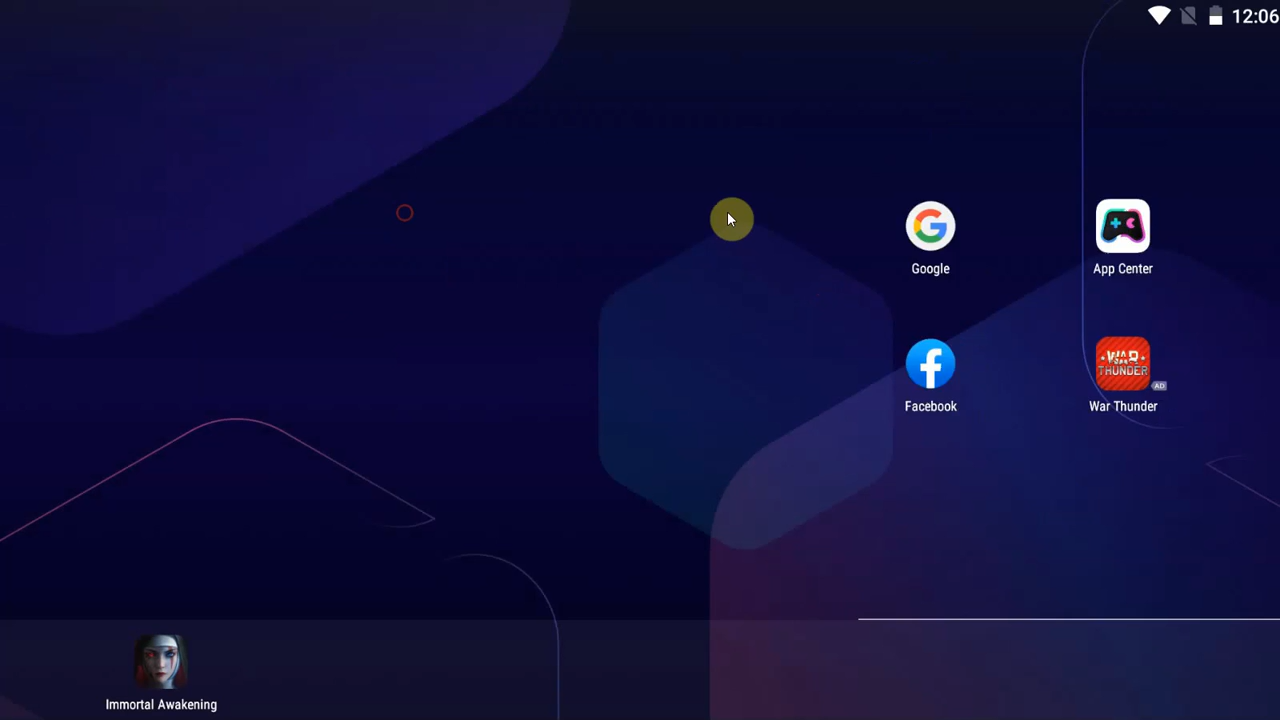 12:06
Google
App Center
WAR
THUNDER
AD
Facebook
War Thunder
Immortal Awakening